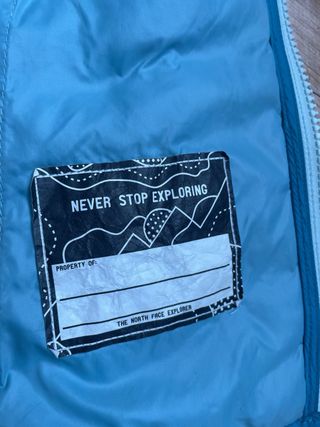 NEVER STOP EXPLORING
PROPERTY OF:
THE NORTH FACE EXPLORER